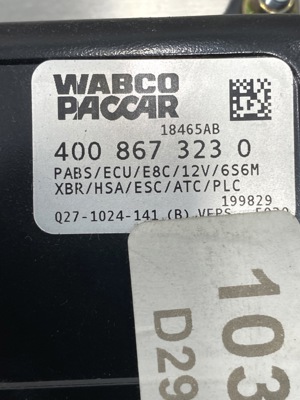 WABCO
PACCAR
18465AB
400 867 323 0
PABS/ECU/E8C/12V/6S6M
XBR/HSA/ESC/ATC/PLC
199829
Q27-1024-141 (B) VERS
103
D29